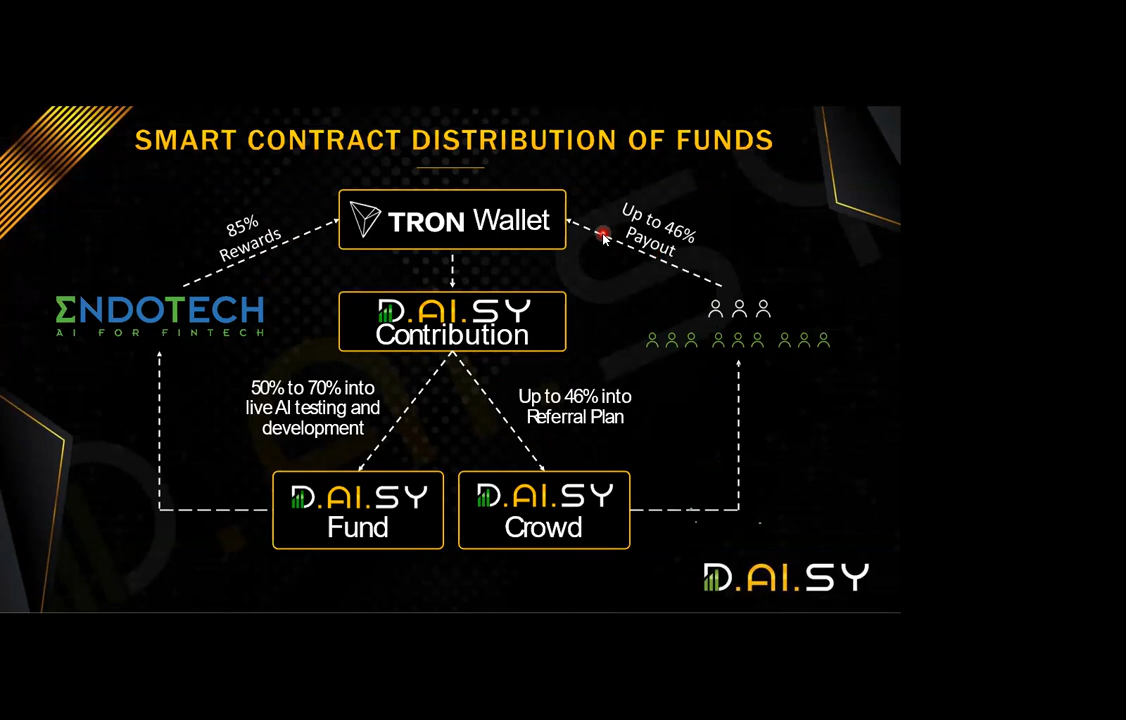 SMART CONTRACT DISTRIBUTION OF FUNDS
TRON Wallet
85%
Rewards
Up to 46%
Payout
ΣNDOTECH
AI FOR FINTECH
D.AI.SY
Contribution
50% to 70% into
live AI testing and
development
Up to 46% into
Referral Plan
D.AI.SY
Fund
D.AI.SY
Crowd
D.AI.SY